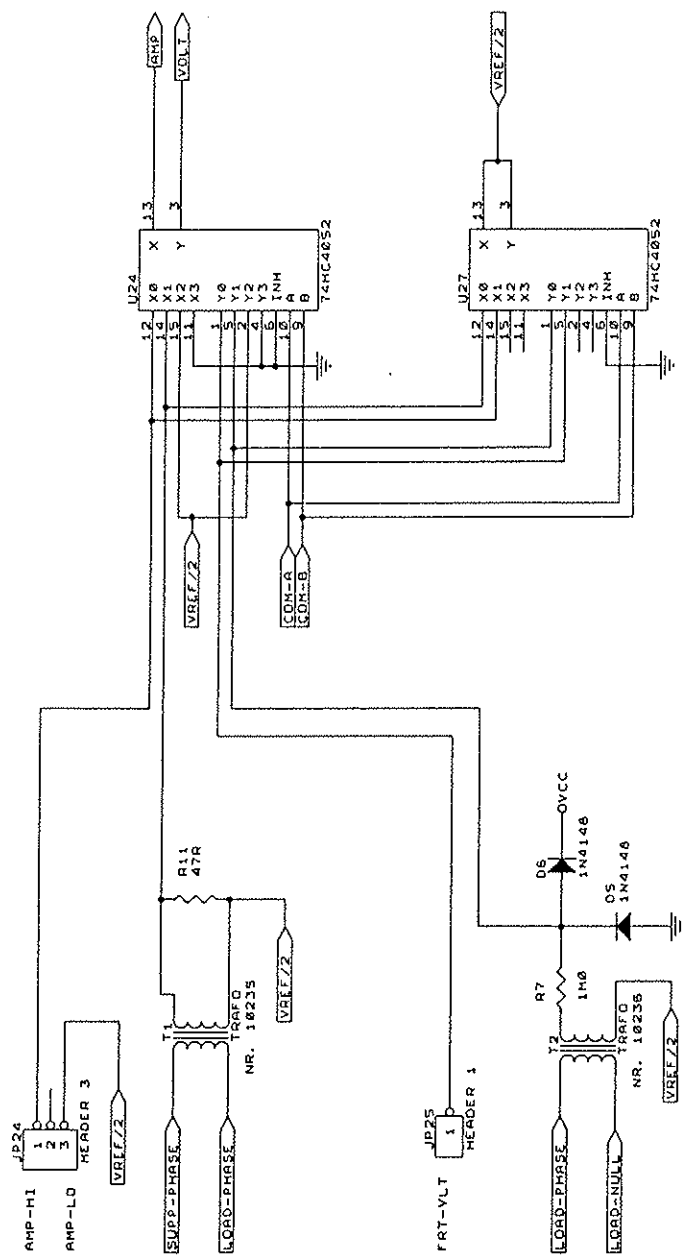 AMP-HI
AMP-LO
JP24
1
2
3
HEADER 3
VREF/2
SUPP-PHASE
LOAD-PHASE
T1
TRAFO
NR. 10235
R11
47R
VREF/2
FRT-VLT
JP25
1
HEADER 1
LOAD-PHASE
LOAD-NULL
T2
TRAFO
NR. 10236
VREF/2
R7
1M0
D6
1N4148
OVCC
D5
1N4148
VREF/2
COM-A
COM-B
U24
12 X0
14 X1
15 X2
11 X3
1 Y0
5 Y1
2 Y2
4 Y3
6 INH
10 A
9 B
X 13
Y 3
74HC4052
AMP
VOLT
U27
12 X0
14 X1
15 X2
11 X3
1 Y0
5 Y1
2 Y2
4 Y3
6 INH
10 A
9 B
X 13
Y 3
74HC4052
VREF/2